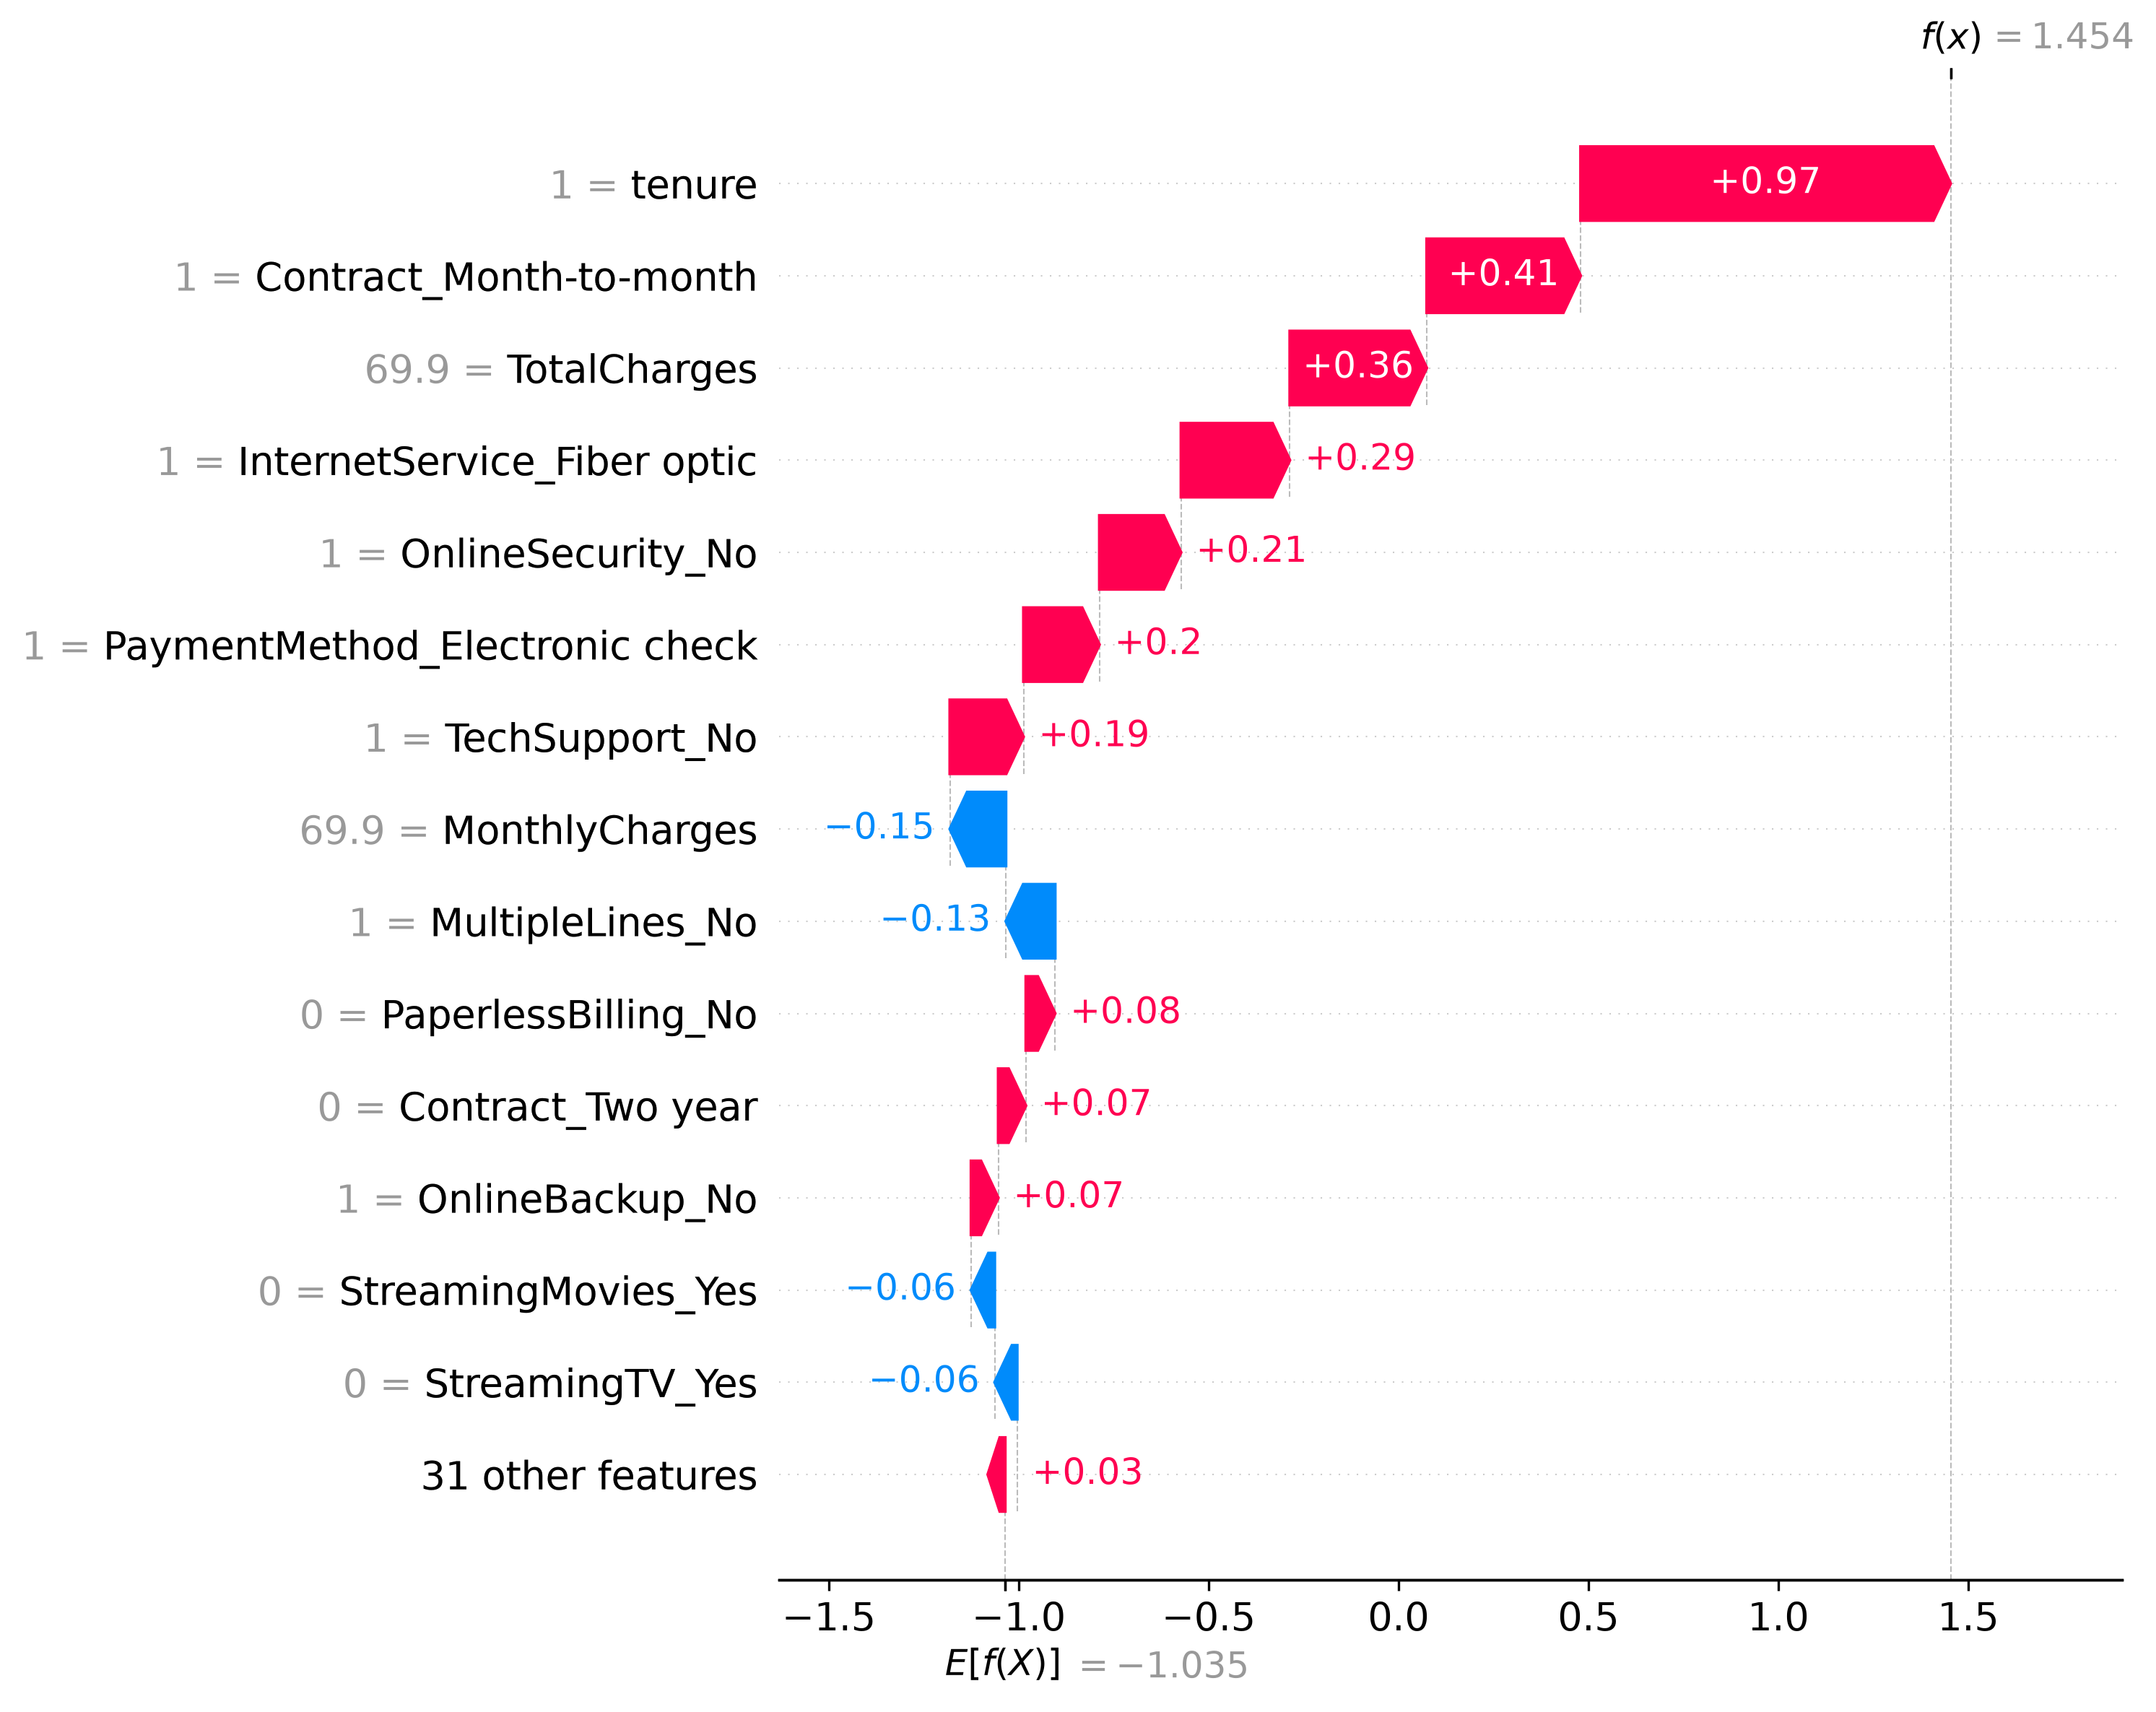 f(x) = 1.454
1 = tenure +0.97
1 = Contract_Month-to-month +0.41
69.9 = TotalCharges +0.36
1 = InternetService_Fiber optic +0.29
1 = OnlineSecurity_No +0.21
1 = PaymentMethod_Electronic check +0.2
1 = TechSupport_No +0.19
69.9 = MonthlyCharges −0.15
1 = MultipleLines_No −0.13
0 = PaperlessBilling_No +0.08
0 = Contract_Two year +0.07
1 = OnlineBackup_No +0.07
0 = StreamingMovies_Yes −0.06
0 = StreamingTV_Yes −0.06
31 other features +0.03
−1.5 −1.0 −0.5 0.0 0.5 1.0 1.5
E[f(X)] = −1.035